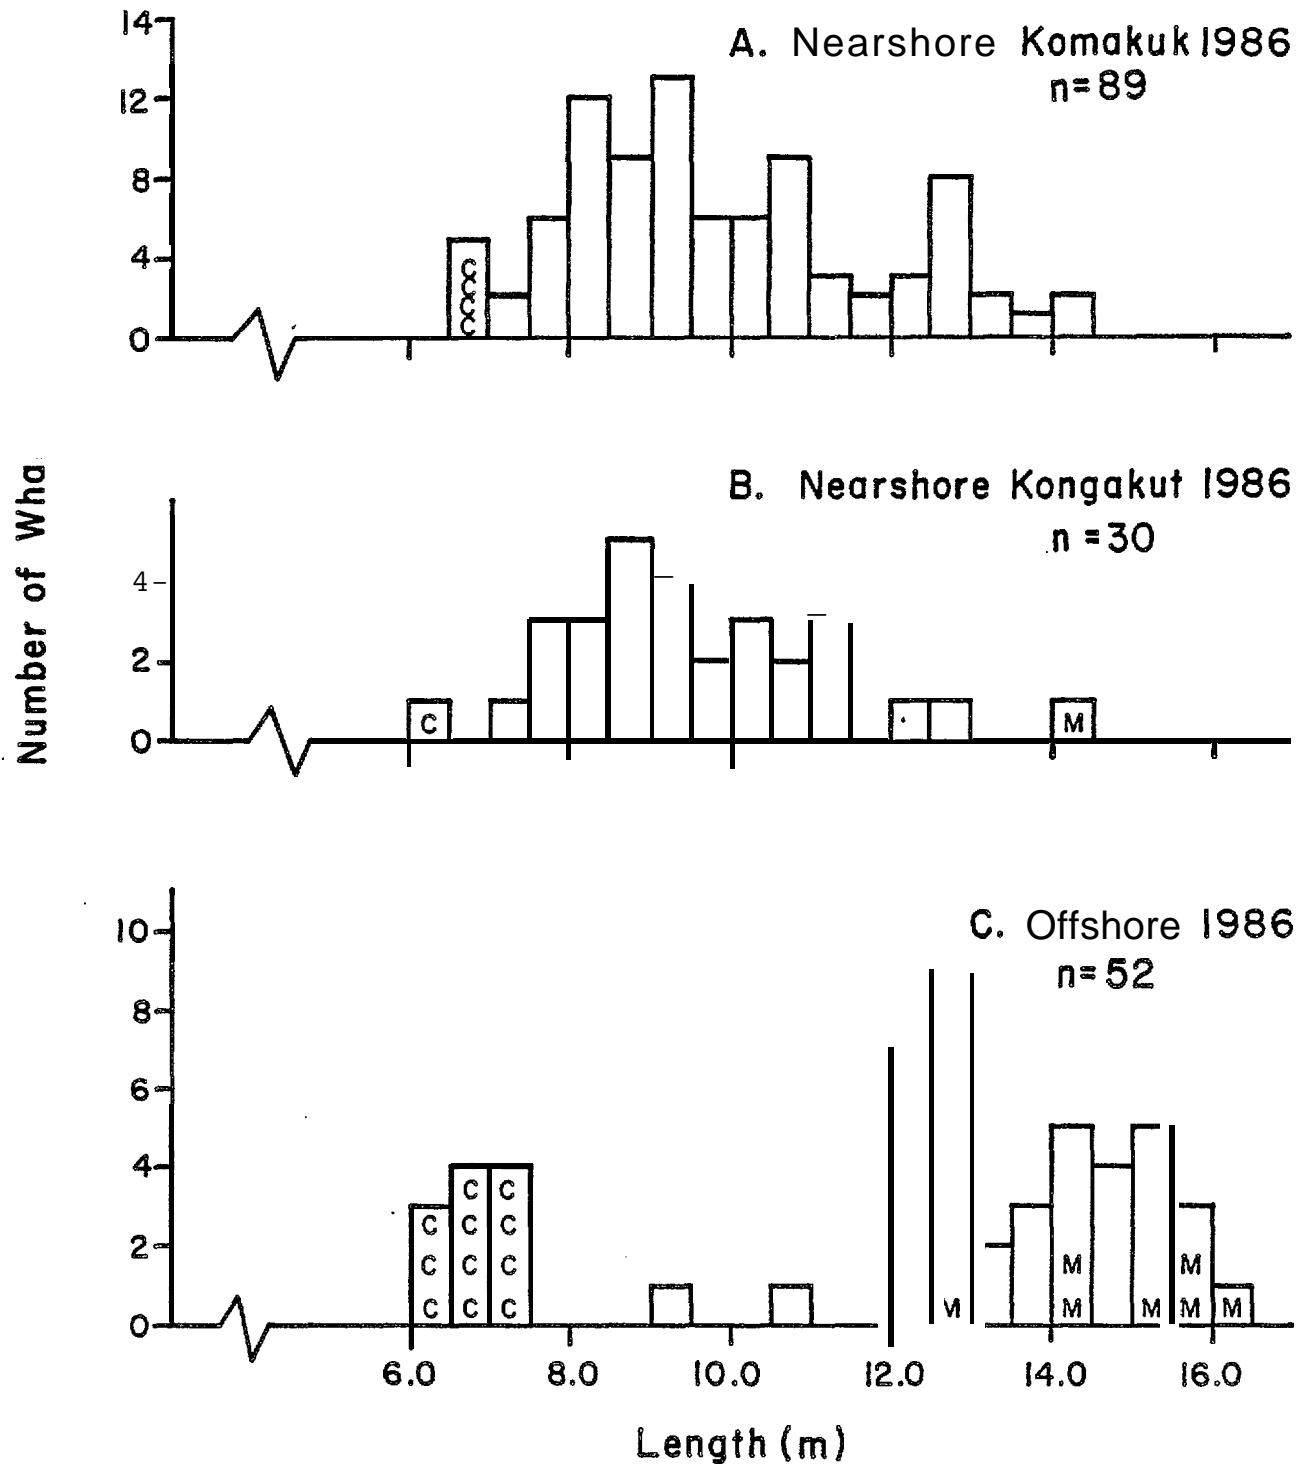 A. Nearshore Komakuk 1986
n=89
14
12
8
4
0
C
C
C
C
Number of Wha
B. Nearshore Kongakut 1986
n =30
4
2
0
C
M
C. Offshore 1986
n=52
10
8
6
4
2
0
C C
C C C
C C C M M
C C C M M M M M
6.0 8.0 10.0 12.0 14.0 16.0
Length (m)